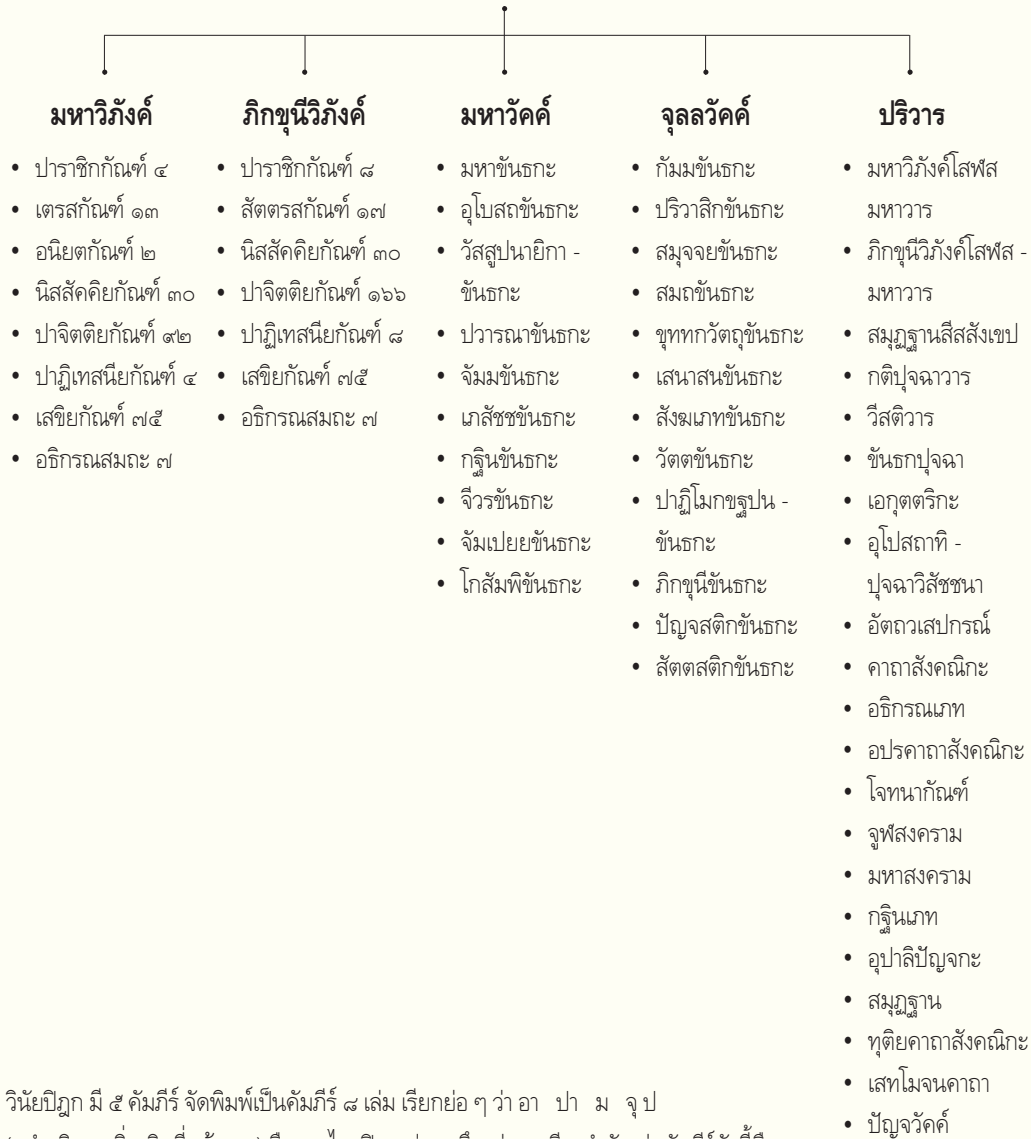 มหาวิภังค์
• ปาราชิกกัณฑ์ ๔
• เตรสกัณฑ์ ๑๓
• อนิยตกัณฑ์ ๒
• นิสสัคคิยกัณฑ์ ๓๐
• ปาจิตติยกัณฑ์ ๙๒
• ปาฏิเทสนียกัณฑ์ ๔
• เสขิยกัณฑ์ ๗๕
• อธิกรณสมถะ ๗
ภิกขุนีวิภังค์
• ปาราชิกกัณฑ์ ๘
• สัตตรสกัณฑ์ ๑๗
• นิสสัคคิยกัณฑ์ ๓๐
• ปาจิตติยกัณฑ์ ๑๖๖
• ปาฏิเทสนียกัณฑ์ ๘
• เสขิยกัณฑ์ ๗๕
• อธิกรณสมถะ ๗
มหาวัคค์
• มหาขันธกะ
• อุโบสถขันธกะ
• วัสสูปนายิกา -
ขันธกะ
• ปวารณาขันธกะ
• จัมมขันธกะ
• เภสัชชขันธกะ
• กฐินขันธกะ
• จีวรขันธกะ
• จัมเปยยขันธกะ
• โกสัมพิขันธกะ
จุลลวัคค์
• กัมมขันธกะ
• ปริวาสิกขันธกะ
• สมุจจยขันธกะ
• สมถขันธกะ
• ขุททกวัตถุขันธกะ
• เสนาสนขันธกะ
• สังฆเภทขันธกะ
• วัตตขันธกะ
• ปาฏิโมกขฐปน -
ขันธกะ
• ภิกขุนีขันธกะ
• ปัญจสติกขันธกะ
• สัตตสติกขันธกะ
ปริวาร
• มหาวิภังค์โสฬส
มหาวาร
• ภิกขุนีวิภังค์โสฬส -
มหาวาร
• สมุฏฐานสีสสังเขป
• กติปุจฉาวาร
• วีสติวาร
• ขันธกปุจฉา
• เอกุตตริกะ
• อุโปสถาทิ -
ปุจฉาวิสัชชนา
• อัตถวเสปกรณ์
• คาถาสังคณิกะ
• อธิกรณเภท
• อปรคาถาสังคณิกะ
• โจทนากัณฑ์
• จูฬสงคราม
• มหาสงคราม
• กฐินเภท
• อุปาลิปัญจกะ
• สมุฏฐาน
• ทุติยคาถาสังคณิกะ
• เสทโมจนคาถา
• ปัญจวัคค์
วินัยปิฎก มี ๕ คัมภีร์ จัดพิมพ์เป็นคัมภีร์ ๘ เล่ม เรียกย่อ ๆ ว่า อา ปา ม จุ ป